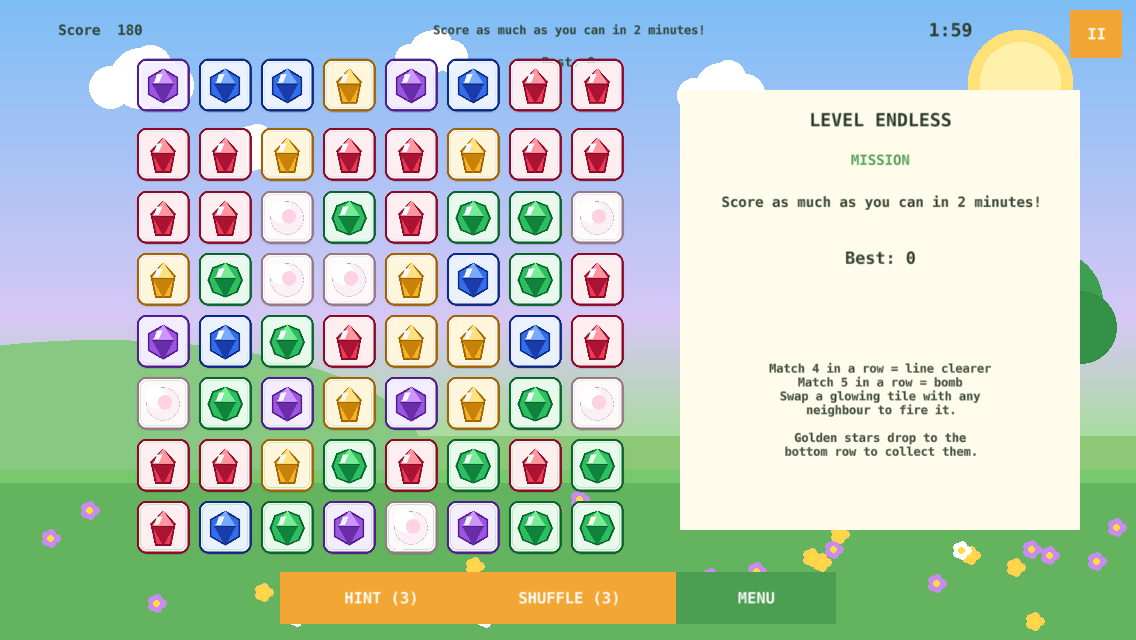 Score 180
Score as much as you can in 2 minutes!
1:59
II
LEVEL ENDLESS
MISSION
Score as much as you can in 2 minutes!
Best: 0
Match 4 in a row = line clearer
Match 5 in a row = bomb
Swap a glowing tile with any
neighbour to fire it.
Golden stars drop to the
bottom row to collect them.
HINT (3)
SHUFFLE (3)
MENU